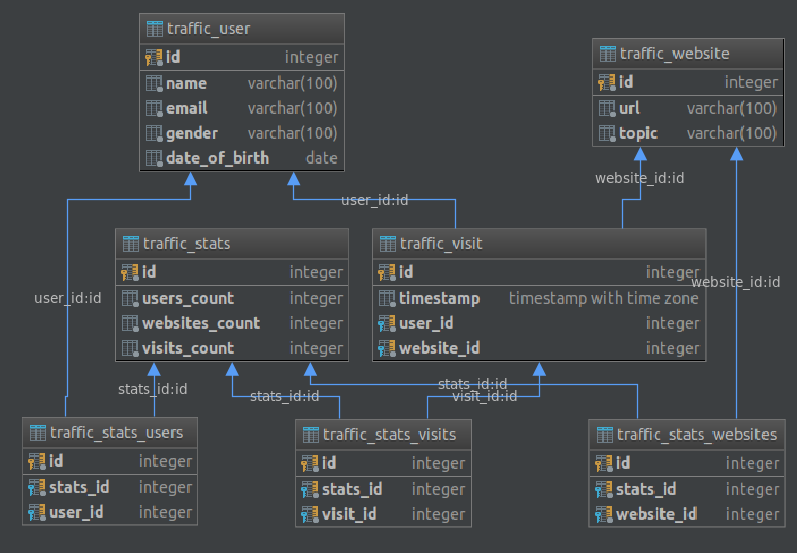 traffic_user
id integer
name varchar(100)
email varchar(100)
gender varchar(100)
date_of_birth date
traffic_website
id integer
url varchar(100)
topic varchar(100)
user_id:id
website_id:id
traffic_stats
id integer
users_count integer
websites_count integer
visits_count integer
traffic_visit
id integer
timestamp timestamp with time zone
user_id integer
website_id integer
user_id:id
website_id:id
stats_id:id
stats_id:id
stats_id:id
visit_id:id
traffic_stats_users
id integer
stats_id integer
user_id integer
traffic_stats_visits
id integer
stats_id integer
visit_id integer
traffic_stats_websites
id integer
stats_id integer
website_id integer